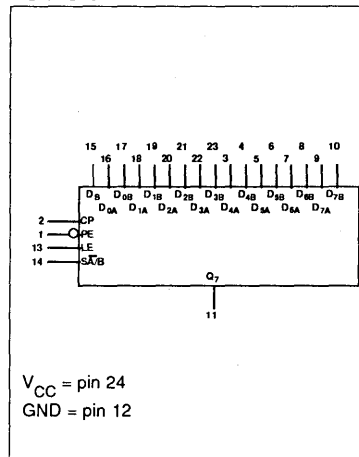 17 19 21 23 4 6 8 10
15 16 18 20 22 3 5 7 9
D_S D_0B D_1B D_2B D_3B D_4B D_5B D_6B D_7B
D_0A D_1A D_2A D_3A D_4A D_5A D_6A D_7A
2 CP
1 PE
13 LE
14 SA̅/B
Q_7
11
V_CC = pin 24
GND = pin 12